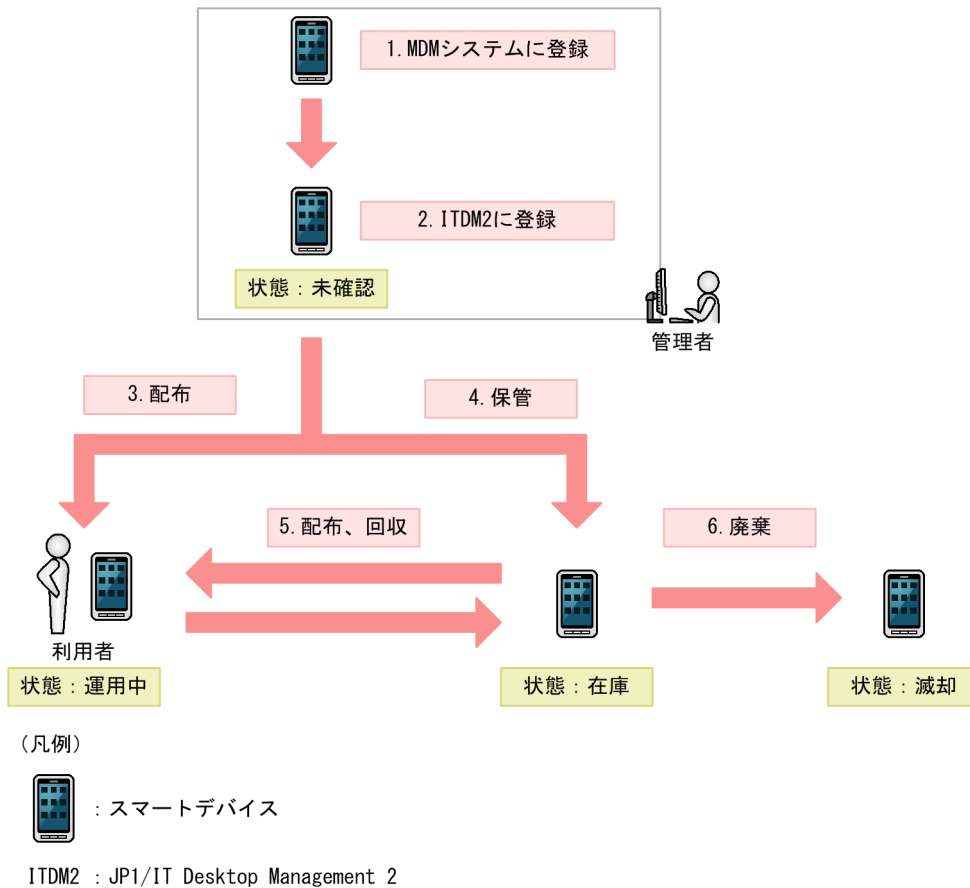 1.MDMシステムに登録
2.ITDM2に登録
状態：未確認
管理者
3.配布
4.保管
5.配布、回収
6.廃棄
利用者
状態：運用中
状態：在庫
状態：滅却
（凡例）
：スマートデバイス
ITDM2 ：JP1/IT Desktop Management 2